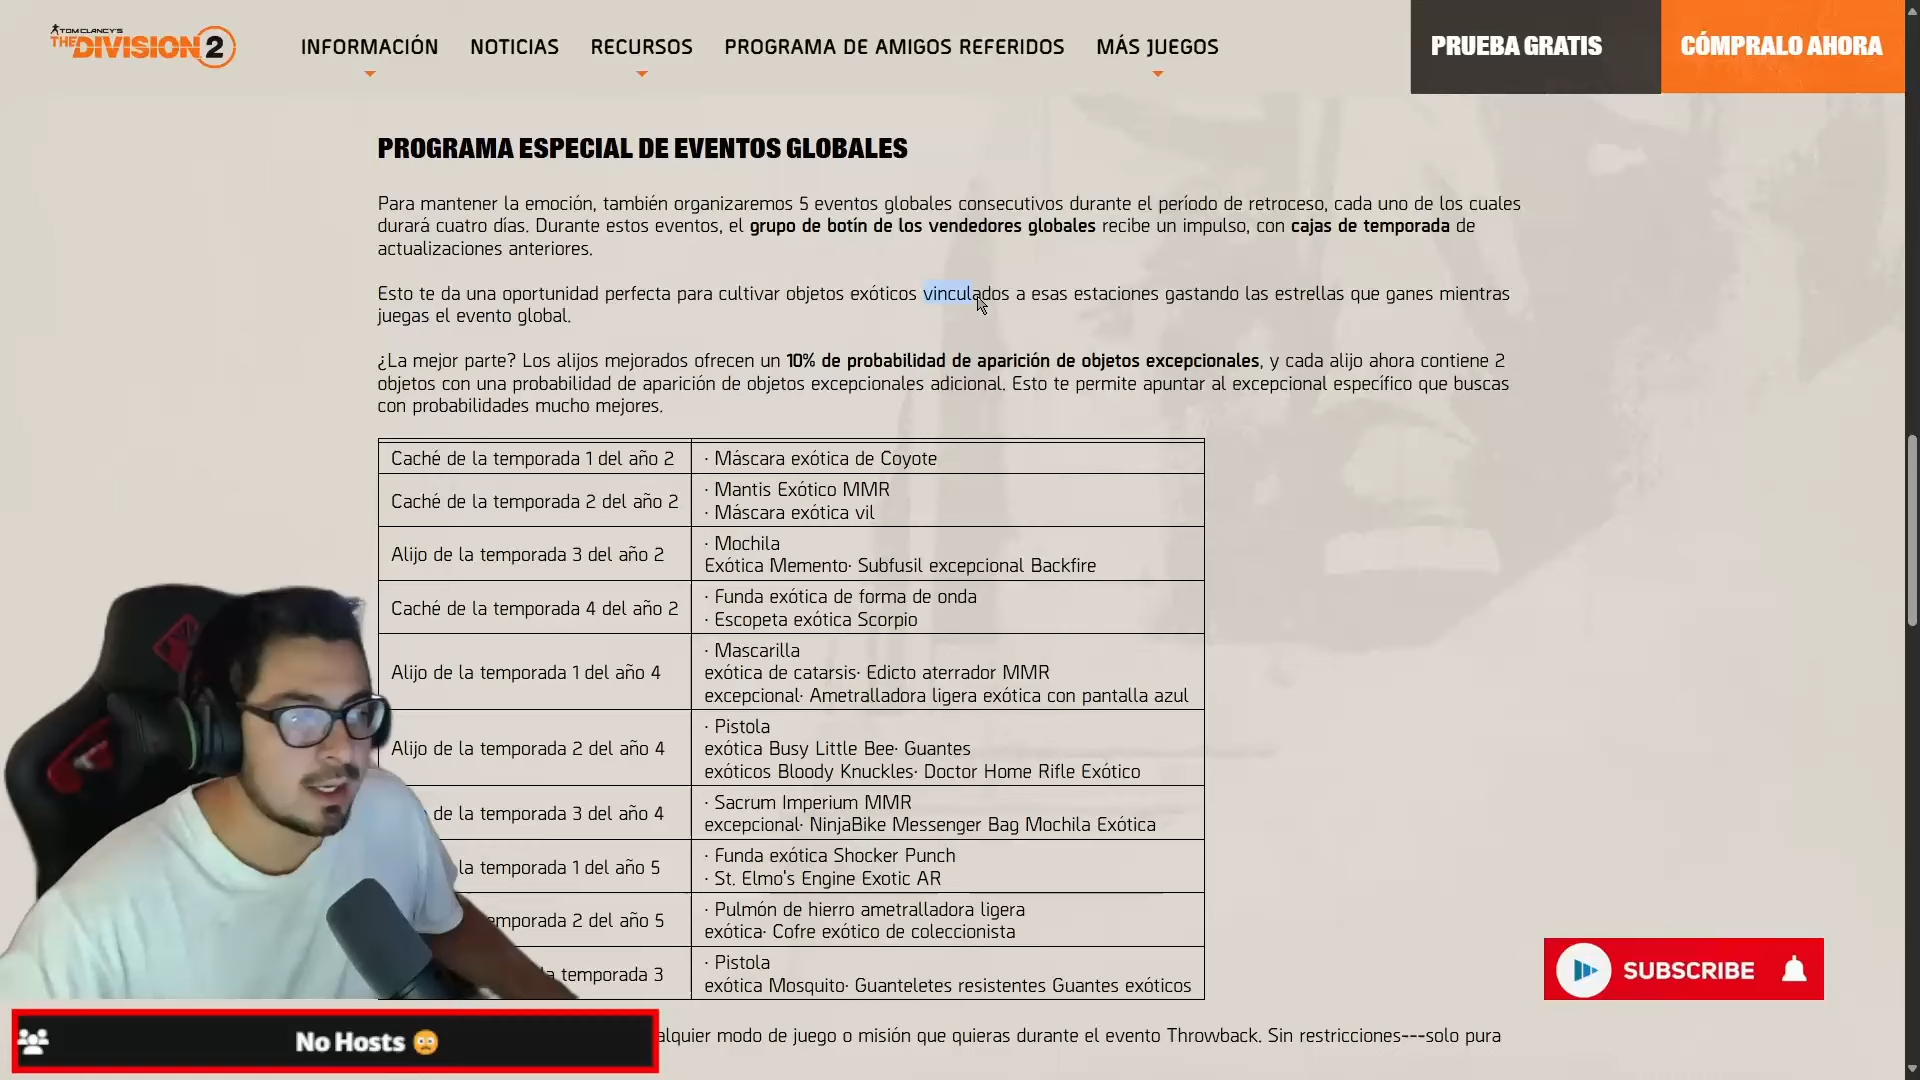 TOM CLANCY'S
THE DIVISION 2
INFORMACIÓN
NOTICIAS
RECURSOS
PROGRAMA DE AMIGOS REFERIDOS
MÁS JUEGOS
PRUEBA GRATIS
CÓMPRALO AHORA
PROGRAMA ESPECIAL DE EVENTOS GLOBALES
Para mantener la emoción, también organizaremos 5 eventos globales consecutivos durante el período de retroceso, cada uno de los cuales
durará cuatro días. Durante estos eventos, el grupo de botín de los vendedores globales recibe un impulso, con cajas de temporada de
actualizaciones anteriores.
Esto te da una oportunidad perfecta para cultivar objetos exóticos vinculados a esas estaciones gastando las estrellas que ganes mientras
juegas el evento global.
¿La mejor parte? Los alijos mejorados ofrecen un 10% de probabilidad de aparición de objetos excepcionales, y cada alijo ahora contiene 2
objetos con una probabilidad de aparición de objetos excepcionales adicional. Esto te permite apuntar al excepcional específico que buscas
con probabilidades mucho mejores.
Caché de la temporada 1 del año 2
· Máscara exótica de Coyote
Caché de la temporada 2 del año 2
· Mantis Exótico MMR
· Máscara exótica vil
Alijo de la temporada 3 del año 2
· Mochila
Exótica Memento· Subfusil excepcional Backfire
Caché de la temporada 4 del año 2
· Funda exótica de forma de onda
· Escopeta exótica Scorpio
Alijo de la temporada 1 del año 4
· Mascarilla
exótica de catarsis· Edicto aterrador MMR
excepcional· Ametralladora ligera exótica con pantalla azul
Alijo de la temporada 2 del año 4
· Pistola
exótica Busy Little Bee· Guantes
exóticos Bloody Knuckles· Doctor Home Rifle Exótico
de la temporada 3 del año 4
· Sacrum Imperium MMR
excepcional· NinjaBike Messenger Bag Mochila Exótica
la temporada 1 del año 5
· Funda exótica Shocker Punch
· St. Elmo's Engine Exotic AR
emporada 2 del año 5
· Pulmón de hierro ametralladora ligera
exótica· Cofre exótico de coleccionista
la temporada 3
· Pistola
exótica Mosquito· Guanteletes resistentes Guantes exóticos
alquier modo de juego o misión que quieras durante el evento Throwback. Sin restricciones---solo pura
SUBSCRIBE
No Hosts